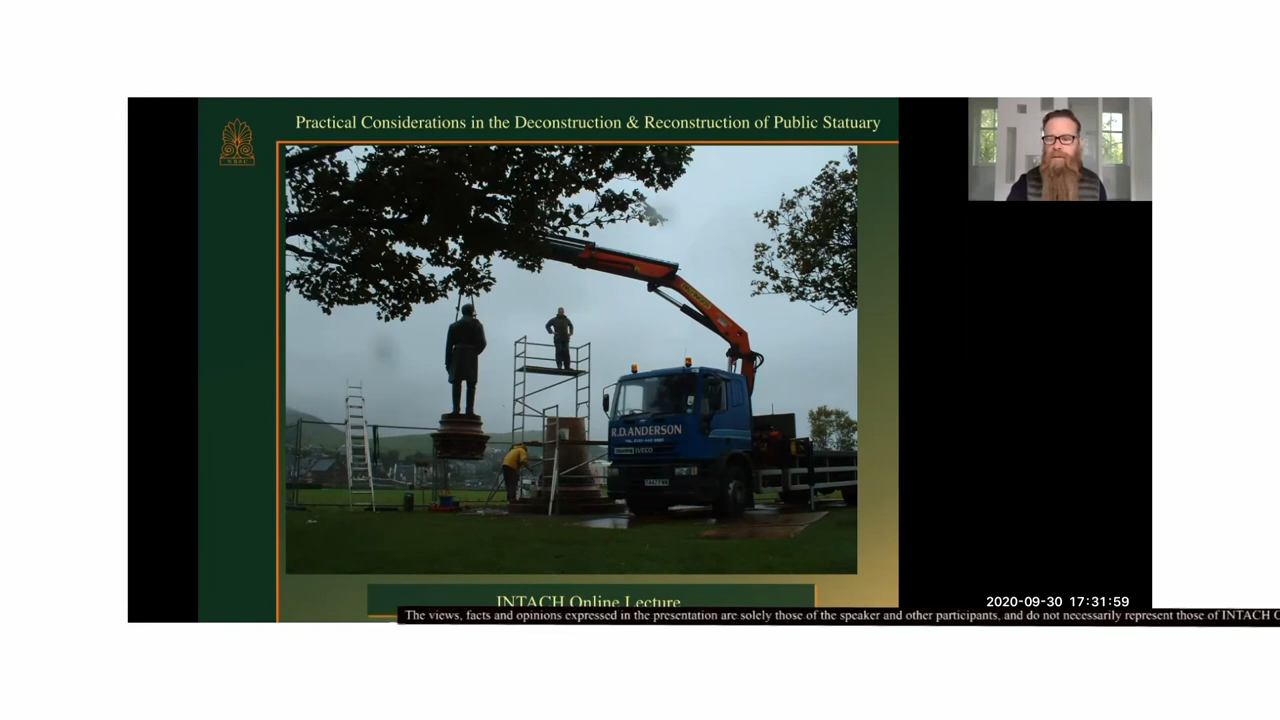 Practical Considerations in the Deconstruction & Reconstruction of Public Statuary
R.D.ANDERSON
IVECO
INTACH Online Lecture
2020-09-30 17:31:59
The views, facts and opinions expressed in the presentation are solely those of the speaker and other participants, and do not necessarily represent those of INTACH